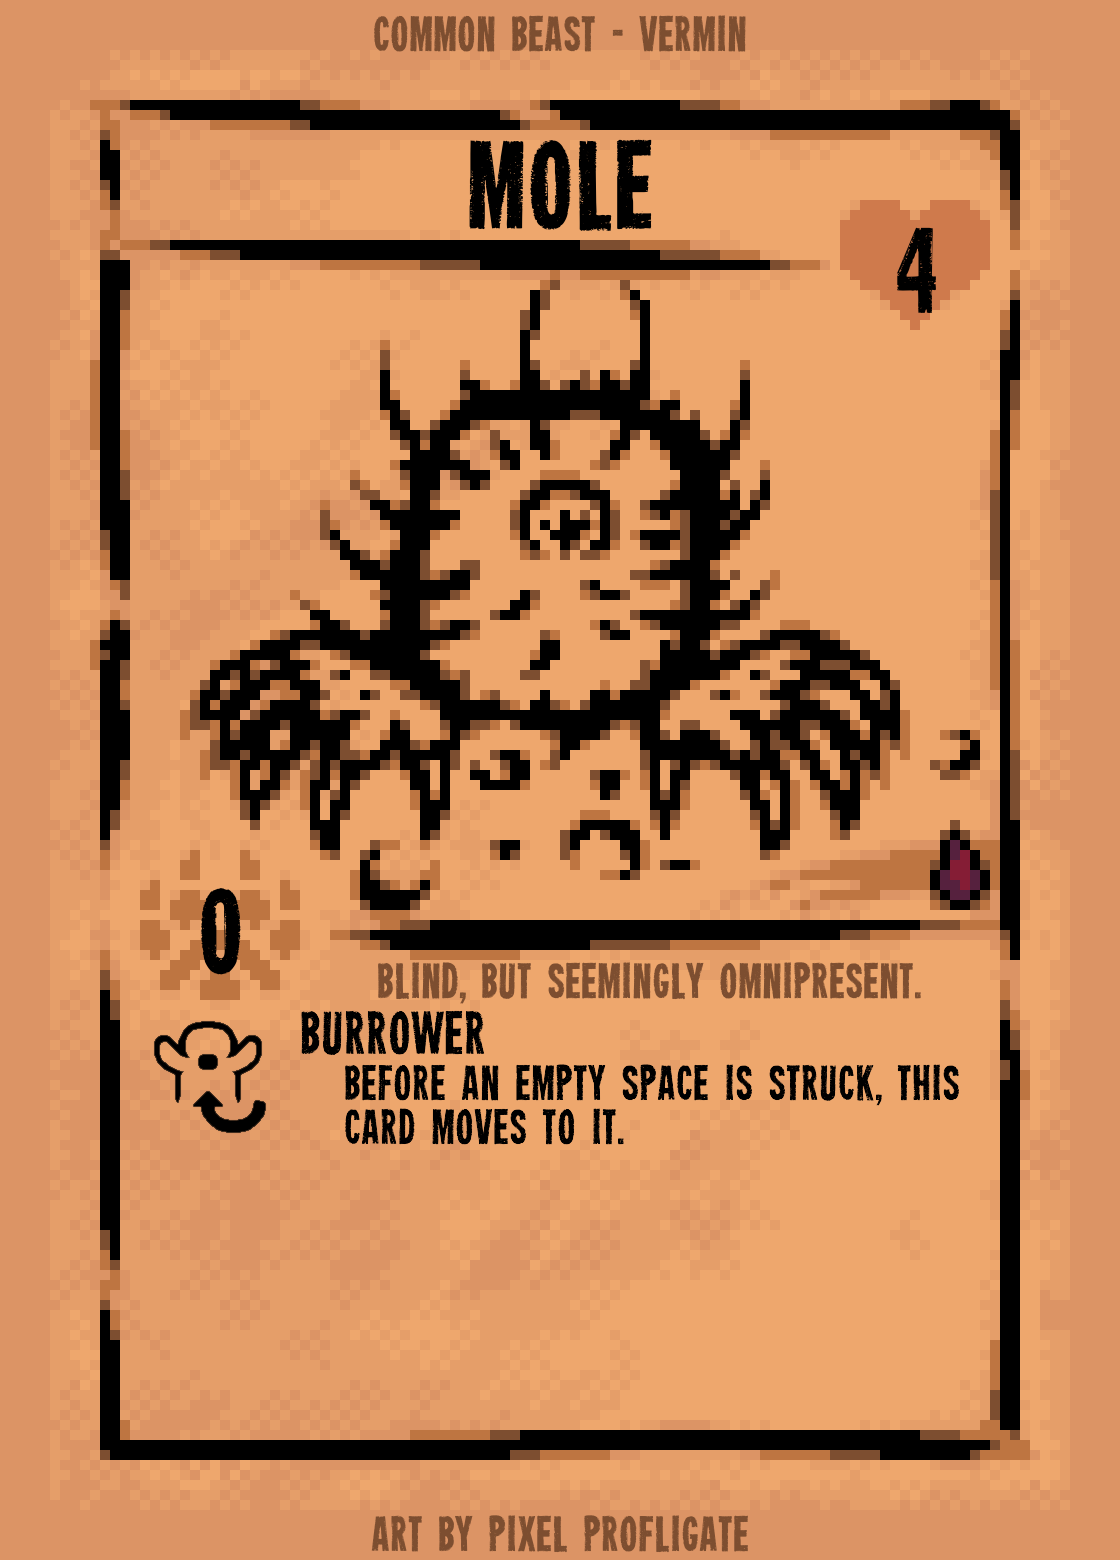 COMMON BEAST - VERMIN
MOLE
4
0
BLIND, BUT SEEMINGLY OMNIPRESENT.
BURROWER
BEFORE AN EMPTY SPACE IS STRUCK, THIS
CARD MOVES TO IT.
ART BY PIXEL PROFLIGATE